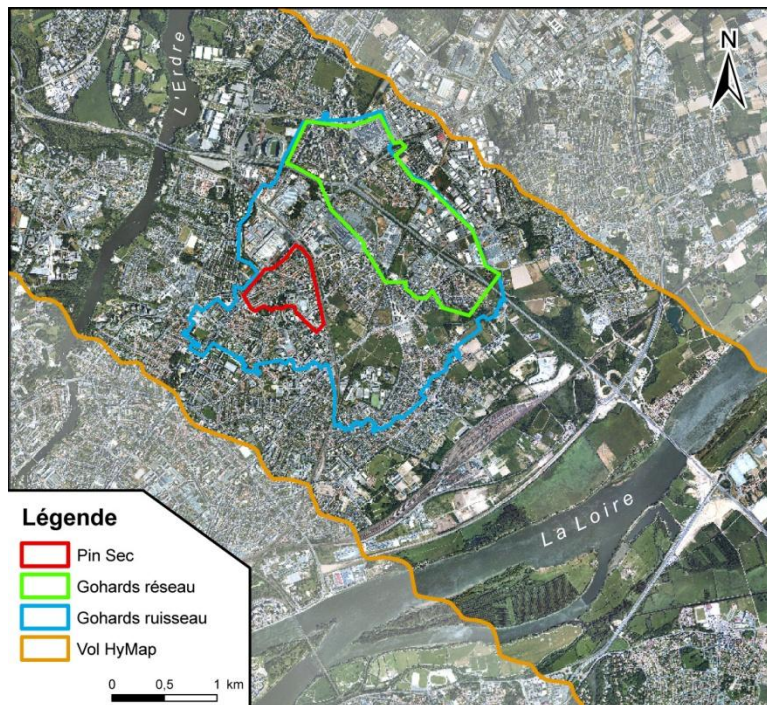 N
L'Erdre
La Loire
Légende
Pin Sec
Gohards réseau
Gohards ruisseau
Vol HyMap
0 0,5 1 km